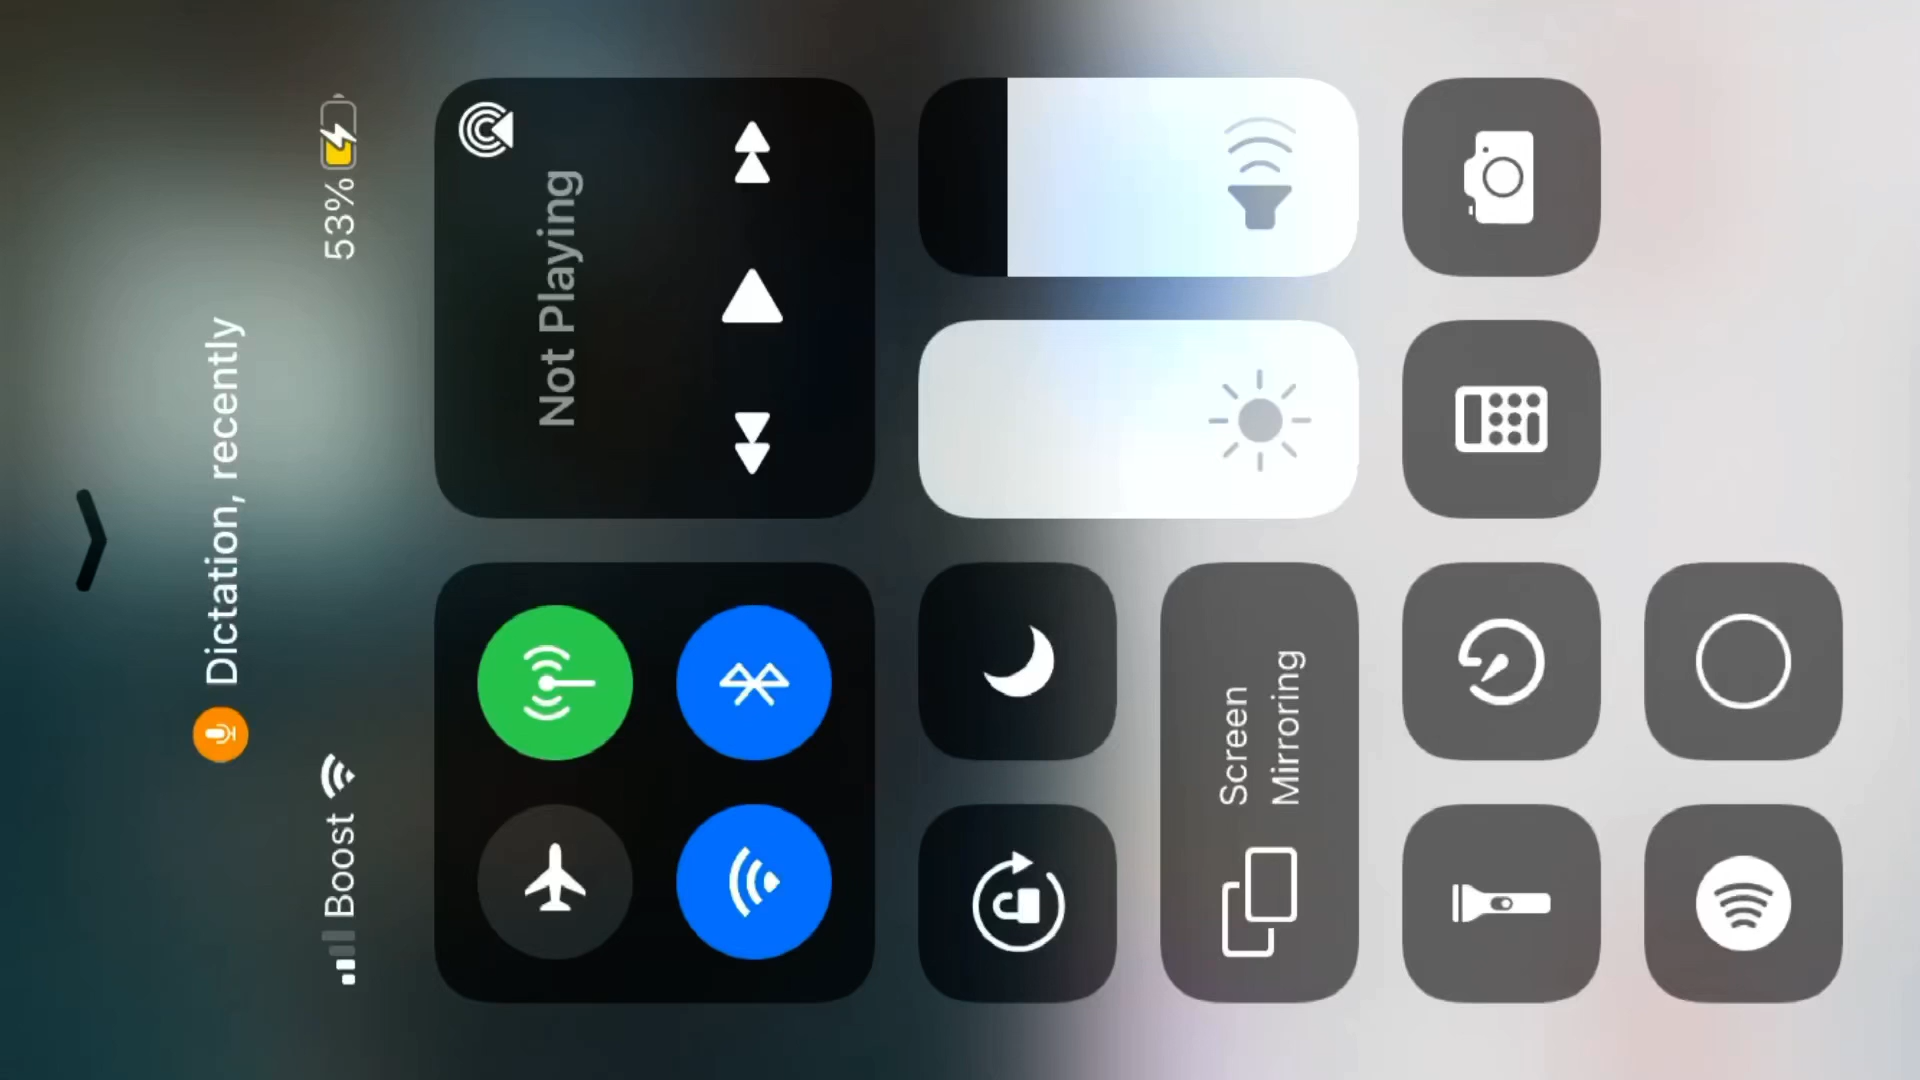 Dictation, recently
Boost
53%
Not Playing
Screen
Mirroring